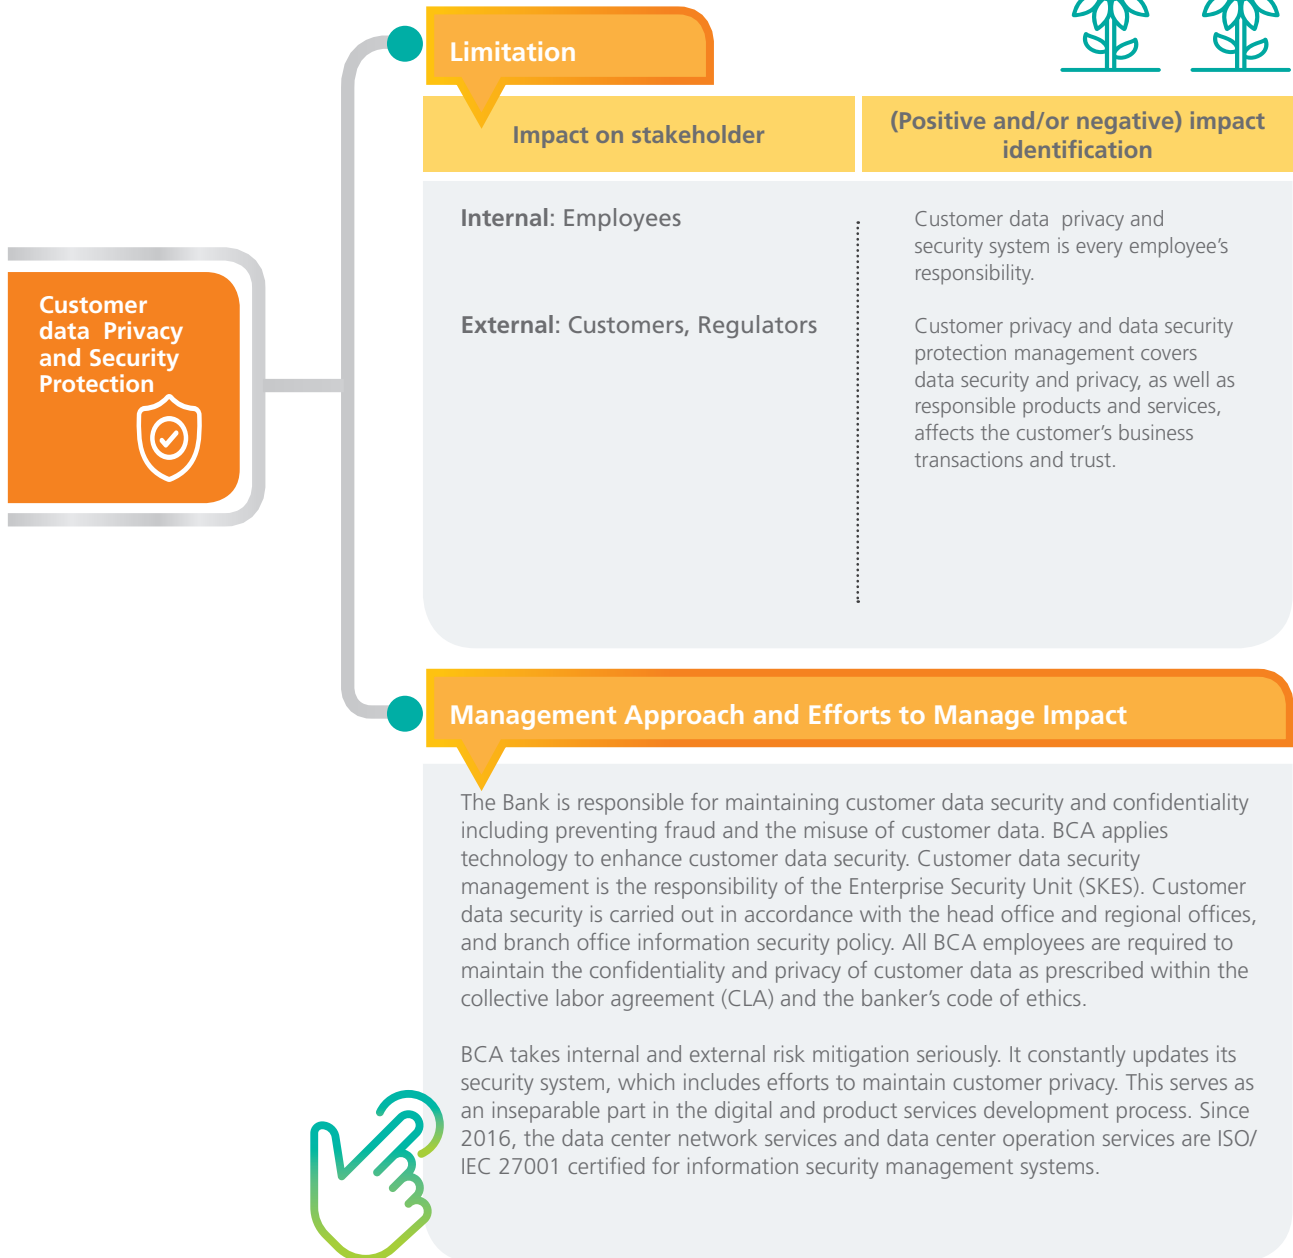 Customer
data  Privacy
and Security
Protection
Limitation
Impact on stakeholder
(Positive and/or negative) impact
identification
Internal: Employees
Customer data  privacy and
security system is every employee's
responsibility.
External: Customers, Regulators
Customer privacy and data security
protection management covers
data security and privacy, as well as
responsible products and services,
affects the customer's business
transactions and trust.
Management Approach and Efforts to Manage Impact
The Bank is responsible for maintaining customer data security and confidentiality
including preventing fraud and the misuse of customer data. BCA applies
technology to enhance customer data security. Customer data security
management is the responsibility of the Enterprise Security Unit (SKES). Customer
data security is carried out in accordance with the head office and regional offices,
and branch office information security policy. All BCA employees are required to
maintain the confidentiality and privacy of customer data as prescribed within the
collective labor agreement (CLA) and the banker's code of ethics.
BCA takes internal and external risk mitigation seriously. It constantly updates its
security system, which includes efforts to maintain customer privacy. This serves as
an inseparable part in the digital and product services development process. Since
2016, the data center network services and data center operation services are ISO/
IEC 27001 certified for information security management systems.